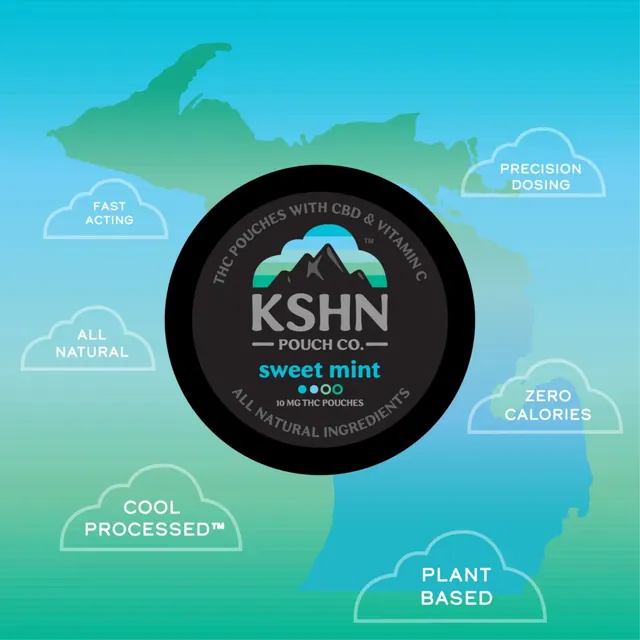 FAST
ACTING
PRECISION
DOSING
THC POUCHES WITH CBD & VITAMIN C
TM
K
KSHN
POUCH CO.
sweet mint
10 MG THC POUCHES
ALL NATURAL INGREDIENTS
ALL
NATURAL
ZERO
CALORIES
COOL
PROCESSED™
PLANT
BASED